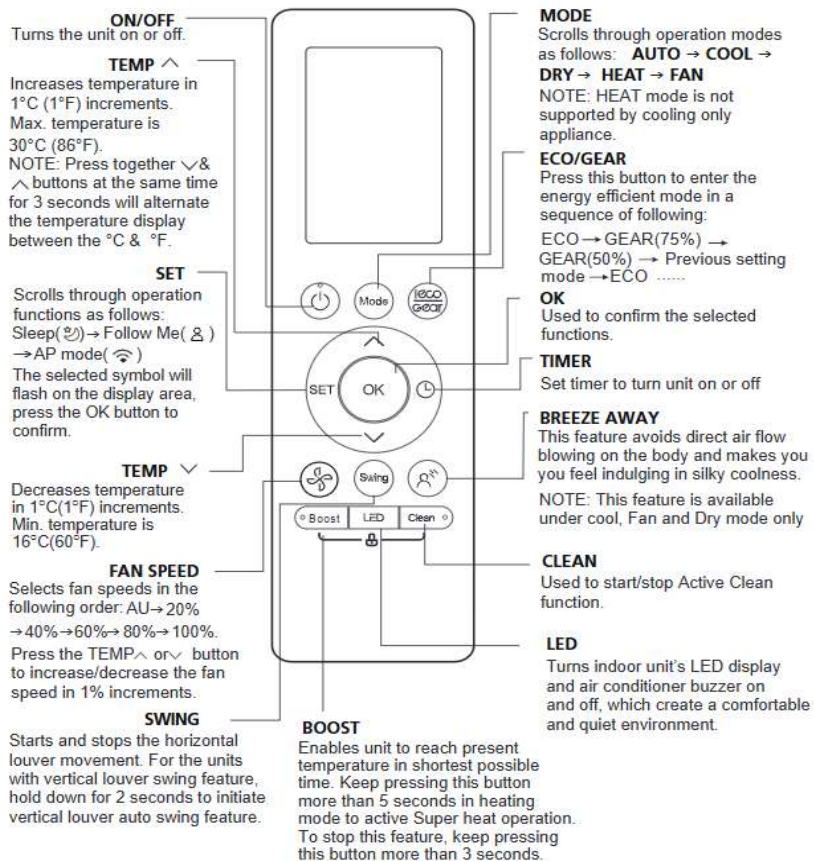 ON/OFF
Turns the unit on or off.
TEMP ︿
Increases temperature in
1°C (1°F) increments.
Max. temperature is
30°C (86°F).
NOTE: Press together ﹀&
︿ buttons at the same time
for 3 seconds will alternate
the temperature display
between the °C & °F.
SET
Scrolls through operation
functions as follows:
Sleep( )→ Follow Me( )
→AP mode( )
The selected symbol will
flash on the display area,
press the OK button to
confirm.
TEMP ﹀
Decreases temperature
in 1°C(1°F) increments.
Min. temperature is
16°C(60°F).
FAN SPEED
Selects fan speeds in the
following order: AU→20%
→40%→60%→80%→100%.
Press the TEMP︿ or﹀ button
to increase/decrease the fan
speed in 1% increments.
SWING
Starts and stops the horizontal
louver movement. For the units
with vertical louver swing feature,
hold down for 2 seconds to initiate
vertical louver auto swing feature.
Mode
eco
Gear
SET
OK
Swing
Boost
LED
Clean
BOOST
Enables unit to reach present
temperature in shortest possible
time. Keep pressing this button
more than 5 seconds in heating
mode to active Super heat operation.
To stop this feature, keep pressing
this button more than 3 seconds.
MODE
Scrolls through operation modes
as follows: AUTO → COOL →
DRY → HEAT → FAN
NOTE: HEAT mode is not
supported by cooling only
appliance.
ECO/GEAR
Press this button to enter the
energy efficient mode in a
sequence of following:
ECO→GEAR(75%) →
GEAR(50%) → Previous setting
mode →ECO ......
OK
Used to confirm the selected
functions.
TIMER
Set timer to turn unit on or off
BREEZE AWAY
This feature avoids direct air flow
blowing on the body and makes you
you feel indulging in silky coolness.
NOTE: This feature is available
under cool, Fan and Dry mode only
CLEAN
Used to start/stop Active Clean
function.
LED
Turns indoor unit's LED display
and air conditioner buzzer on
and off, which create a comfortable
and quiet environment.